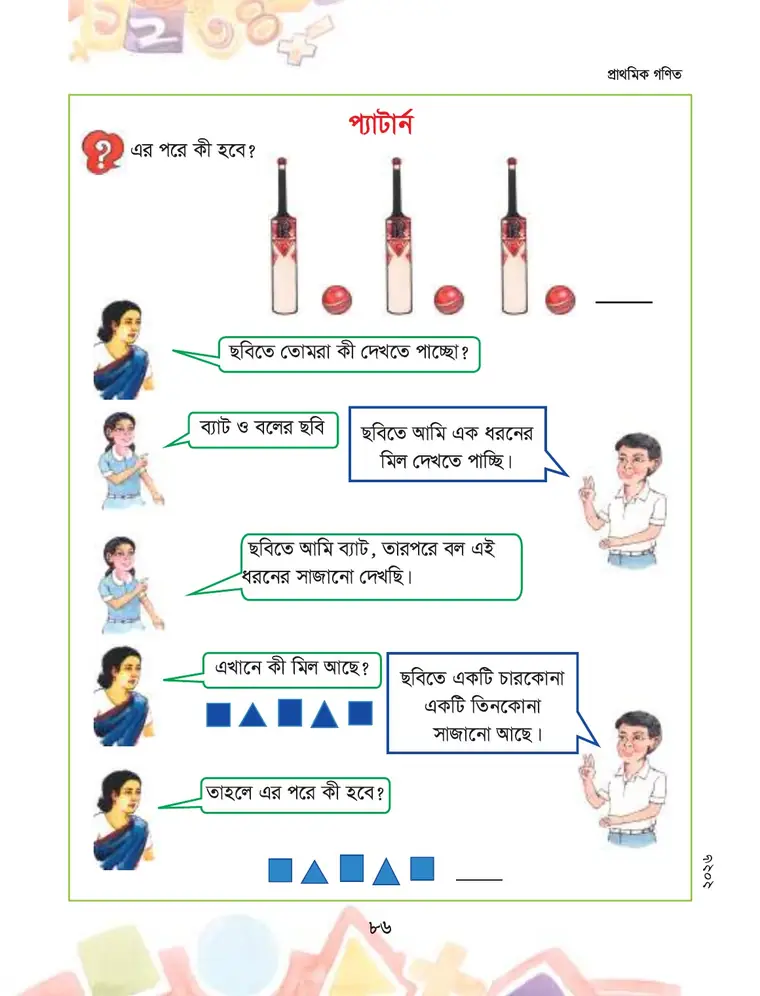 প্রাথমিক গণিত
প্যাটার্ন
? এর পরে কী হবে?
ছবিতে তোমরা কী দেখতে পাচ্ছো?
ব্যাট ও বলের ছবি
ছবিতে আমি এক ধরনের
মিল দেখতে পাচ্ছি।
ছবিতে আমি ব্যাট, তারপরে বল এই
ধরনের সাজানো দেখছি।
এখানে কী মিল আছে?
ছবিতে একটি চারকোনা
একটি তিনকোনা
সাজানো আছে।
তাহলে এর পরে কী হবে?
২০২৬
৮৬